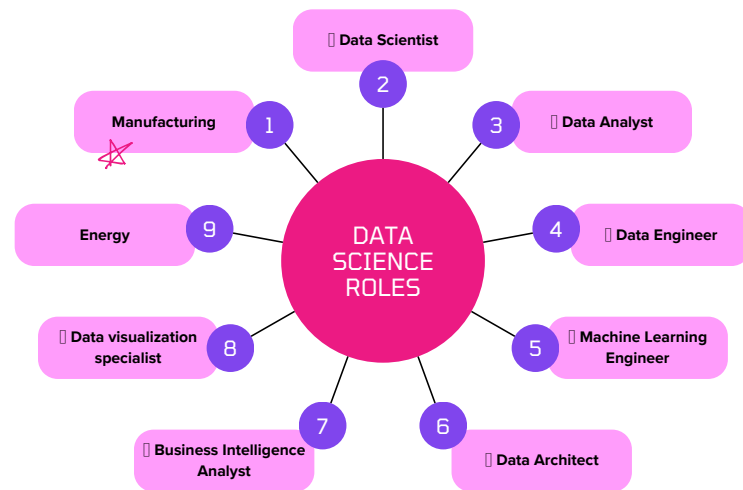 Data Scientist
2
Manufacturing
1
3
Data Analyst
DATA
SCIENCE
ROLES
Energy
9
4
Data Engineer
Data visualization
specialist
8
5
Machine Learning
Engineer
7
Business Intelligence
Analyst
6
Data Architect